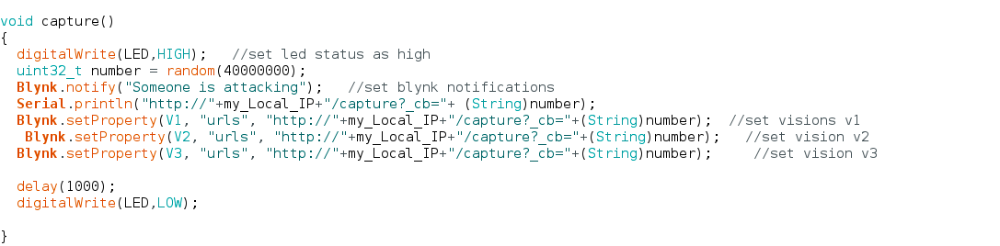 void capture()
{
  digitalWrite(LED,HIGH);   //set led status as high
  uint32_t number = random(40000000);
  Blynk.notify("Someone is attacking");   //set blynk notifications
  Serial.println("http://"+my_Local_IP+"/capture?_cb="+ (String)number);
  Blynk.setProperty(V1, "urls", "http://"+my_Local_IP+"/capture?_cb="+(String)number);  //set visions v1
   Blynk.setProperty(V2, "urls", "http://"+my_Local_IP+"/capture?_cb="+(String)number);   //set vision v2
  Blynk.setProperty(V3, "urls", "http://"+my_Local_IP+"/capture?_cb="+(String)number);     //set vision v3
  delay(1000);
  digitalWrite(LED,LOW);
}